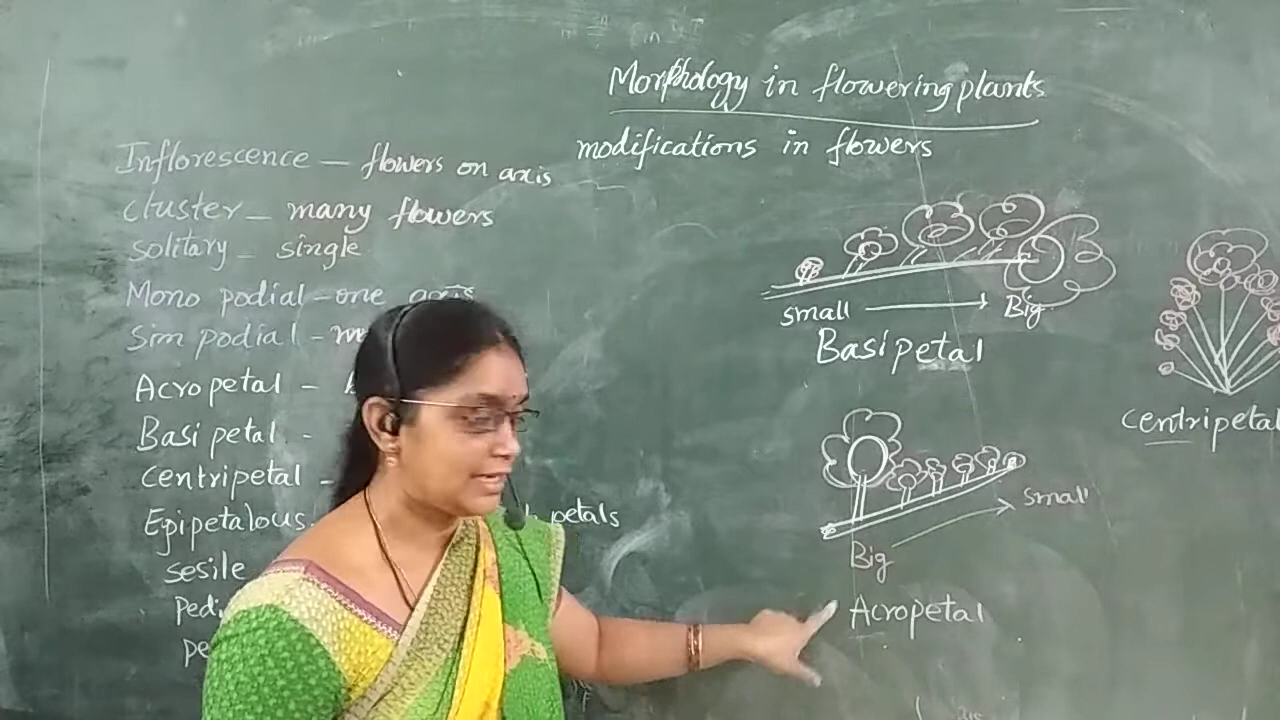 Morphology in flowering plants
modifications in flowers
Inflorescence - flowers on axis
cluster - many flowers
solitary - single
Mono podial - one axis
Sim podial -
Acropetal -
Basi petal -
centripetal -
Epipetalous petals
sesile
small → Big
Basipetal
centripetal
small
Big
Acropetal